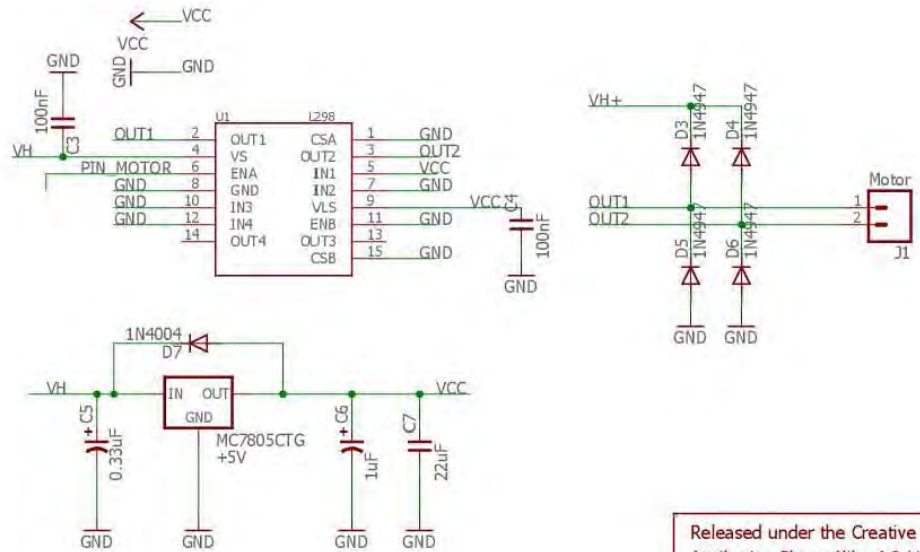 VCC
VCC
GND
GND
GND
100nF
C3
VH
U1
L298
OUT1 2 OUT1 CSA 1 GND
4 VS OUT2 3 OUT2
PIN_MOTOR 6 ENA IN1 5 VCC
GND 8 GND IN2 7 GND
GND 10 IN3 VLS 9 VCC
GND 12 IN4 ENB 11 GND
14 OUT4 OUT3 13
CSB 15 GND
C4
100nF
GND
VH+
D3
1N4947
D4
1N4947
OUT1
OUT2
D5
1N4947
D6
1N4947
GND
GND
Motor
1
2
J1
1N4004
D7
VH
IN OUT
GND
VCC
MC7805CTG
+5V
+ C5
0.33uF
+ C6
1uF
C7
22uF
GND
GND
GND
GND
Released under the Creative